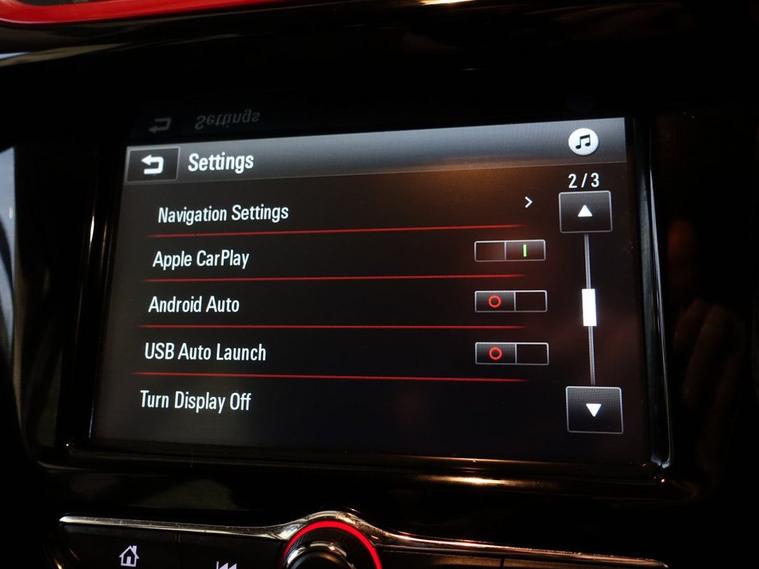 Settings
2/3
Navigation Settings
Apple CarPlay
Android Auto
USB Auto Launch
Turn Display Off